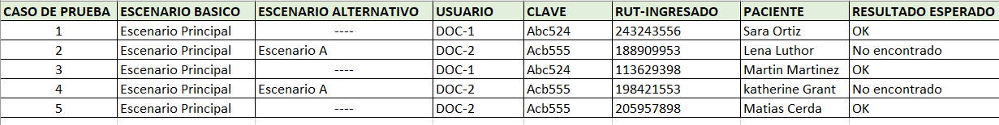 CASO DE PRUEBA ESCENARIO BASICO ESCENARIO ALTERNATIVO USUARIO CLAVE RUT-INGRESADO PACIENTE RESULTADO ESPERADO
1 Escenario Principal ---- DOC-1 Abc524 243243556 Sara Ortiz OK
2 Escenario Principal Escenario A DOC-2 Acb555 188909953 Lena Luthor No encontrado
3 Escenario Principal ---- DOC-1 Abc524 113629398 Martin Martinez OK
4 Escenario Principal Escenario A DOC-2 Acb555 198421553 katherine Grant No encontrado
5 Escenario Principal ---- DOC-2 Acb555 205957898 Matias Cerda OK